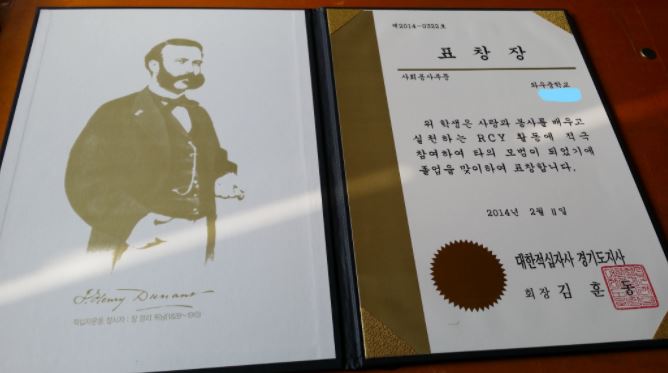 J. Henry Dunant
제2014-0322호
표창장
사회봉사부문
와우중학교
위 학생은 사랑과 봉사를 배우고
실천하는 RCY 활동에 적극
참여하여 타의 모범이 되었기에
졸업을 맞이하여 표창합니다.
2014년 2월 11일
대한적십자사 경기도지사
회장 김훈동